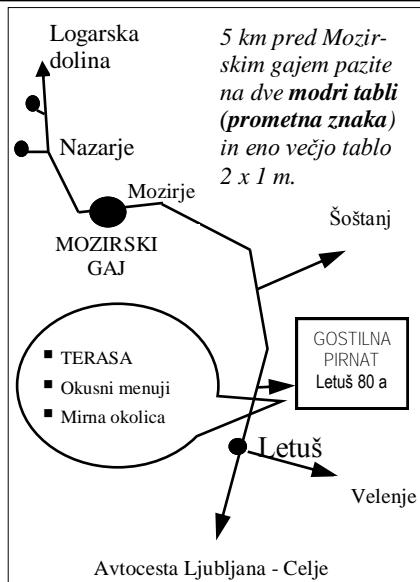 Logarska
dolina
5 km pred Mozir-
skim gajem pazite
na dve modri tabli
(prometna znaka)
in eno večjo tablo
2 x 1 m.
Nazarje
Mozirje
MOZIRSKI
GAJ
Šoštanj
▪ TERASA
▪ Okusni menuji
▪ Mirna okolica
GOSTILNA
PIRNAT
Letuš 80 a
Letuš
Velenje
Avtocesta Ljubljana - Celje